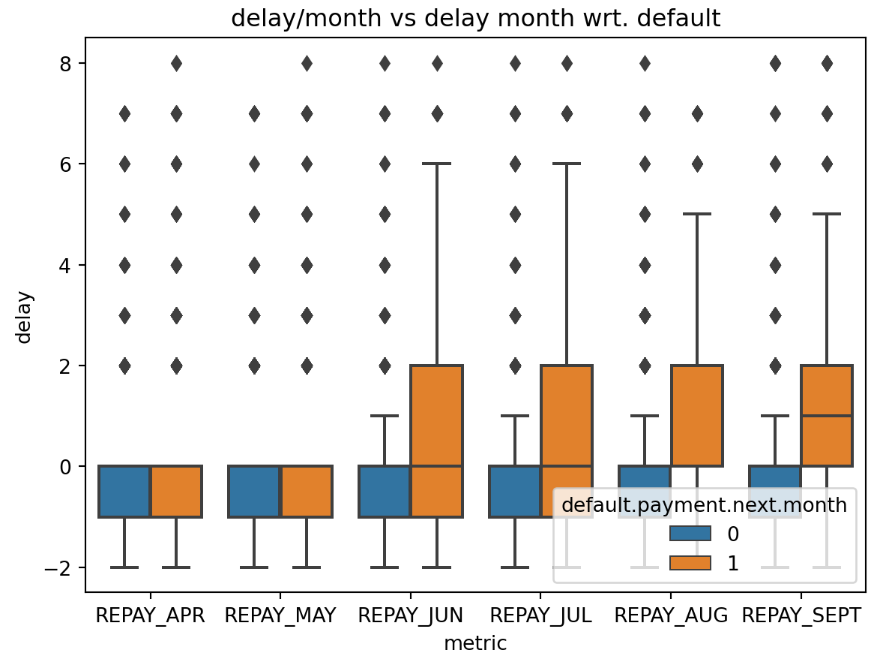 delay/month vs delay month wrt. default
8
6
4
2
0
−2
delay
default.payment.next.month
0
1
REPAY_APR REPAY_MAY REPAY_JUN REPAY_JUL REPAY_AUG REPAY_SEPT
metric